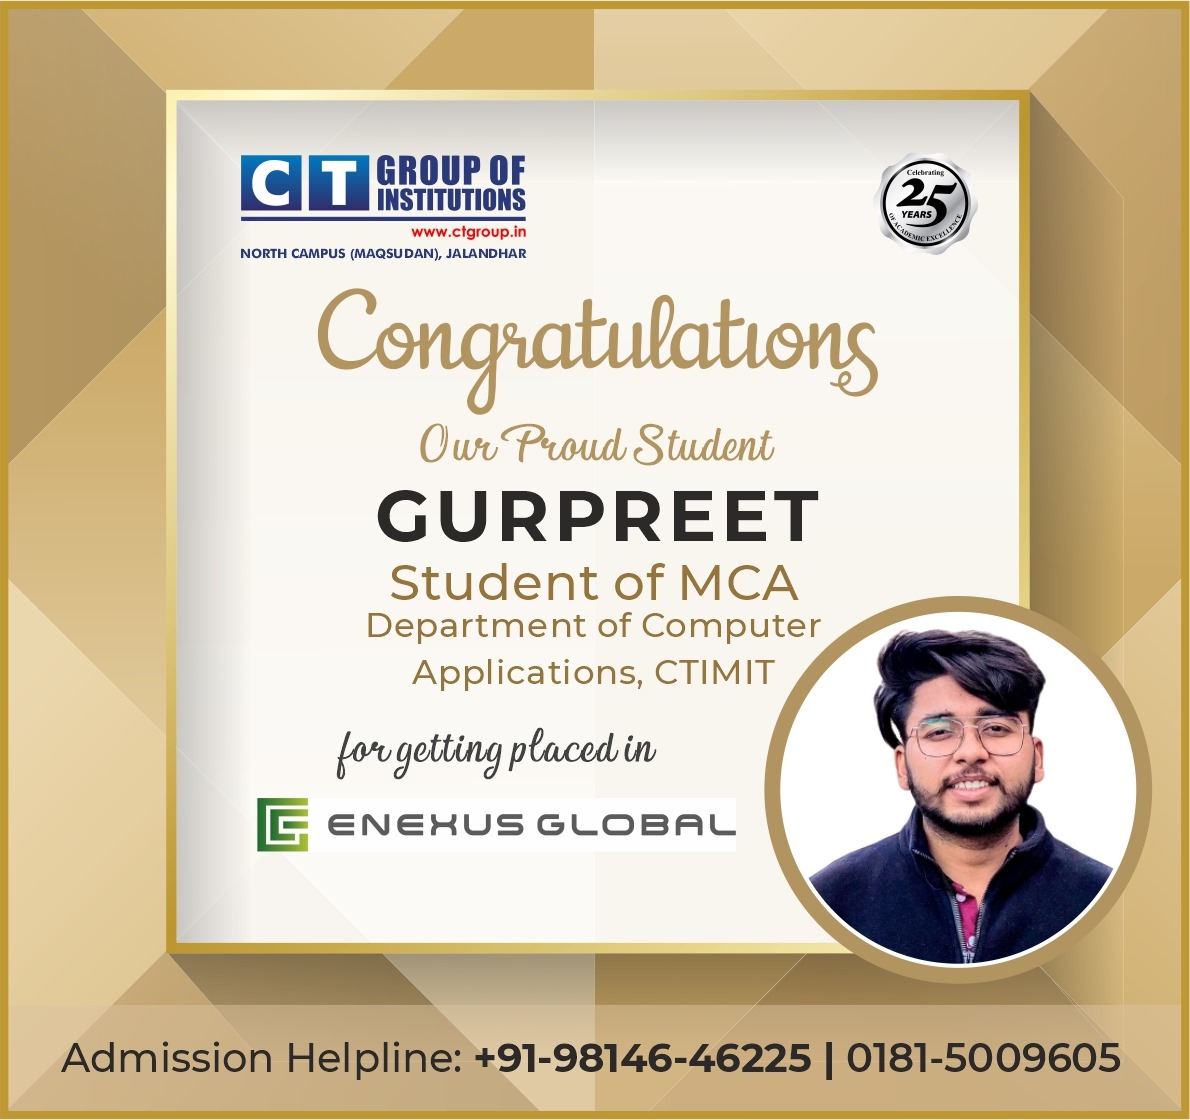 CT GROUP OF
INSTITUTIONS
www.ctgroup.in
NORTH CAMPUS (MAQSUDAN), JALANDHAR
Celebrating
25
YEARS
OF ACADEMIC EXCELLENCE
Congratulations
Our Proud Student
GURPREET
Student of MCA
Department of Computer
Applications, CTIMIT
for getting placed in
ENEXUS GLOBAL
Admission Helpline: +91-98146-46225 | 0181-5009605